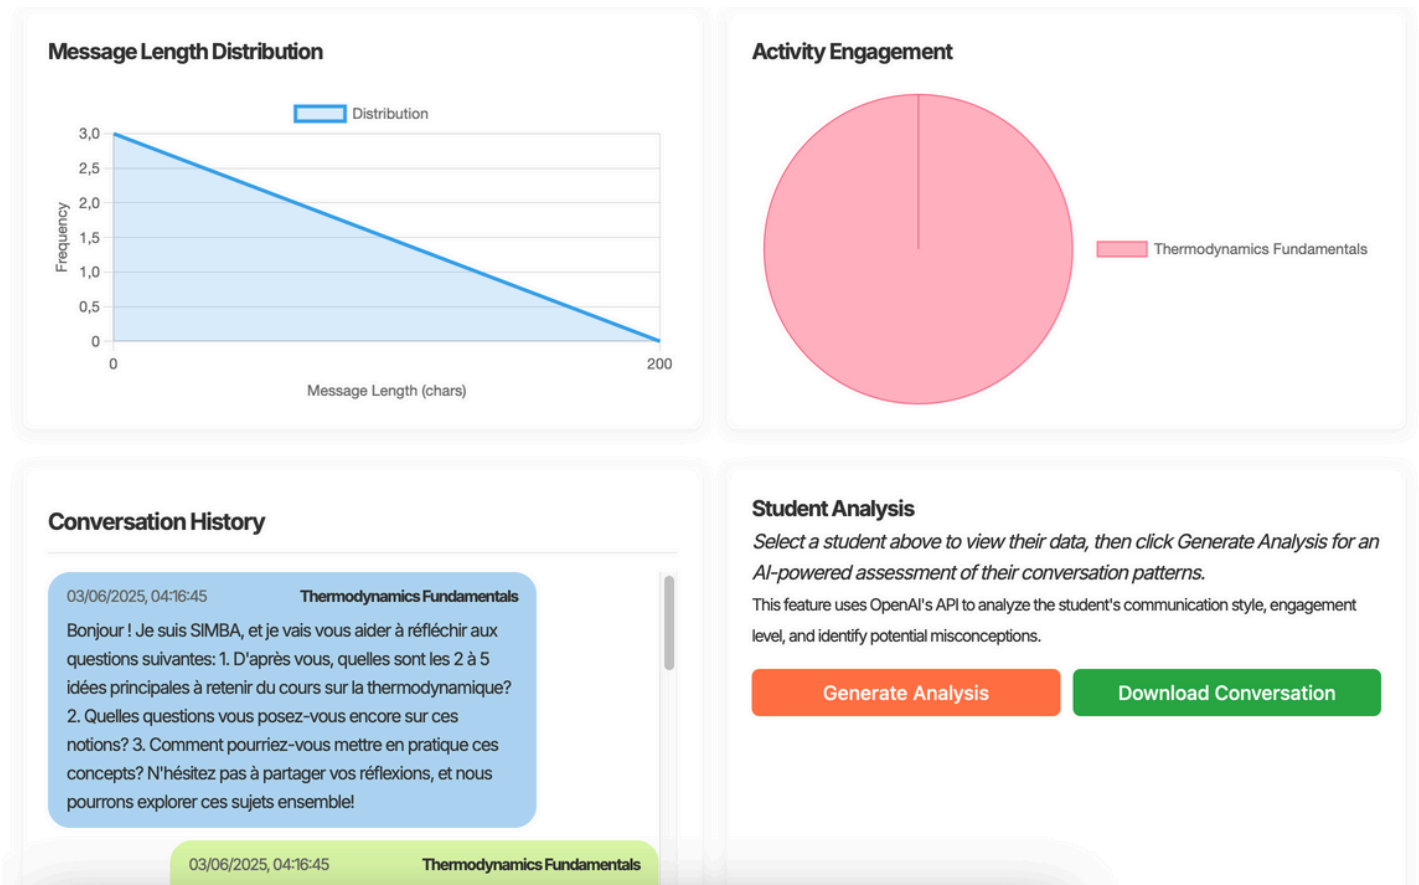 Message Length Distribution
Distribution
3,0
2,5
2,0
1,5
1,0
0,5
0
Frequency
0
200
Message Length (chars)
Activity Engagement
Thermodynamics Fundamentals
Conversation History
03/06/2025, 04:16:45 Thermodynamics Fundamentals
Bonjour ! Je suis SIMBA, et je vais vous aider à réfléchir aux
questions suivantes: 1. D'après vous, quelles sont les 2 à 5
idées principales à retenir du cours sur la thermodynamique?
2. Quelles questions vous posez-vous encore sur ces
notions? 3. Comment pourriez-vous mettre en pratique ces
concepts? N'hésitez pas à partager vos réflexions, et nous
pourrons explorer ces sujets ensemble!
03/06/2025, 04:16:45 Thermodynamics Fundamentals
Student Analysis
Select a student above to view their data, then click Generate Analysis for an
AI-powered assessment of their conversation patterns.
This feature uses OpenAI's API to analyze the student's communication style, engagement
level, and identify potential misconceptions.
Generate Analysis
Download Conversation